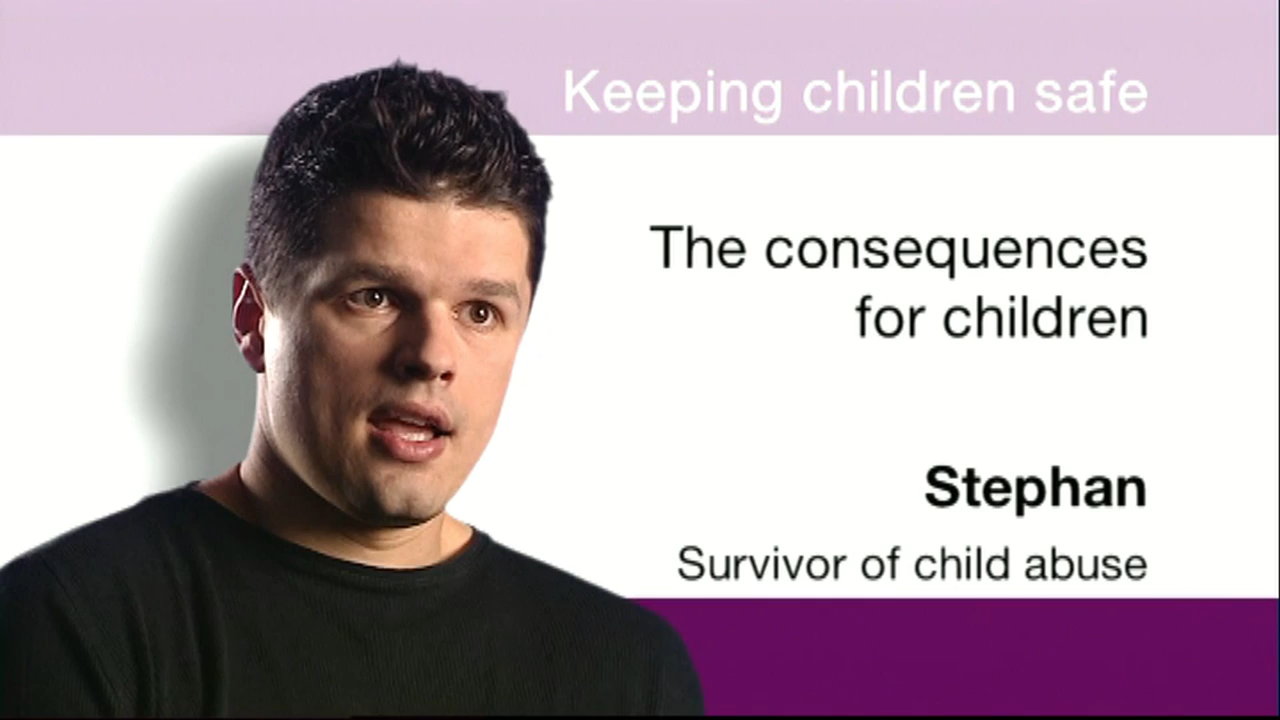 Keeping children safe
The consequences
for children
Stephan
Survivor of child abuse